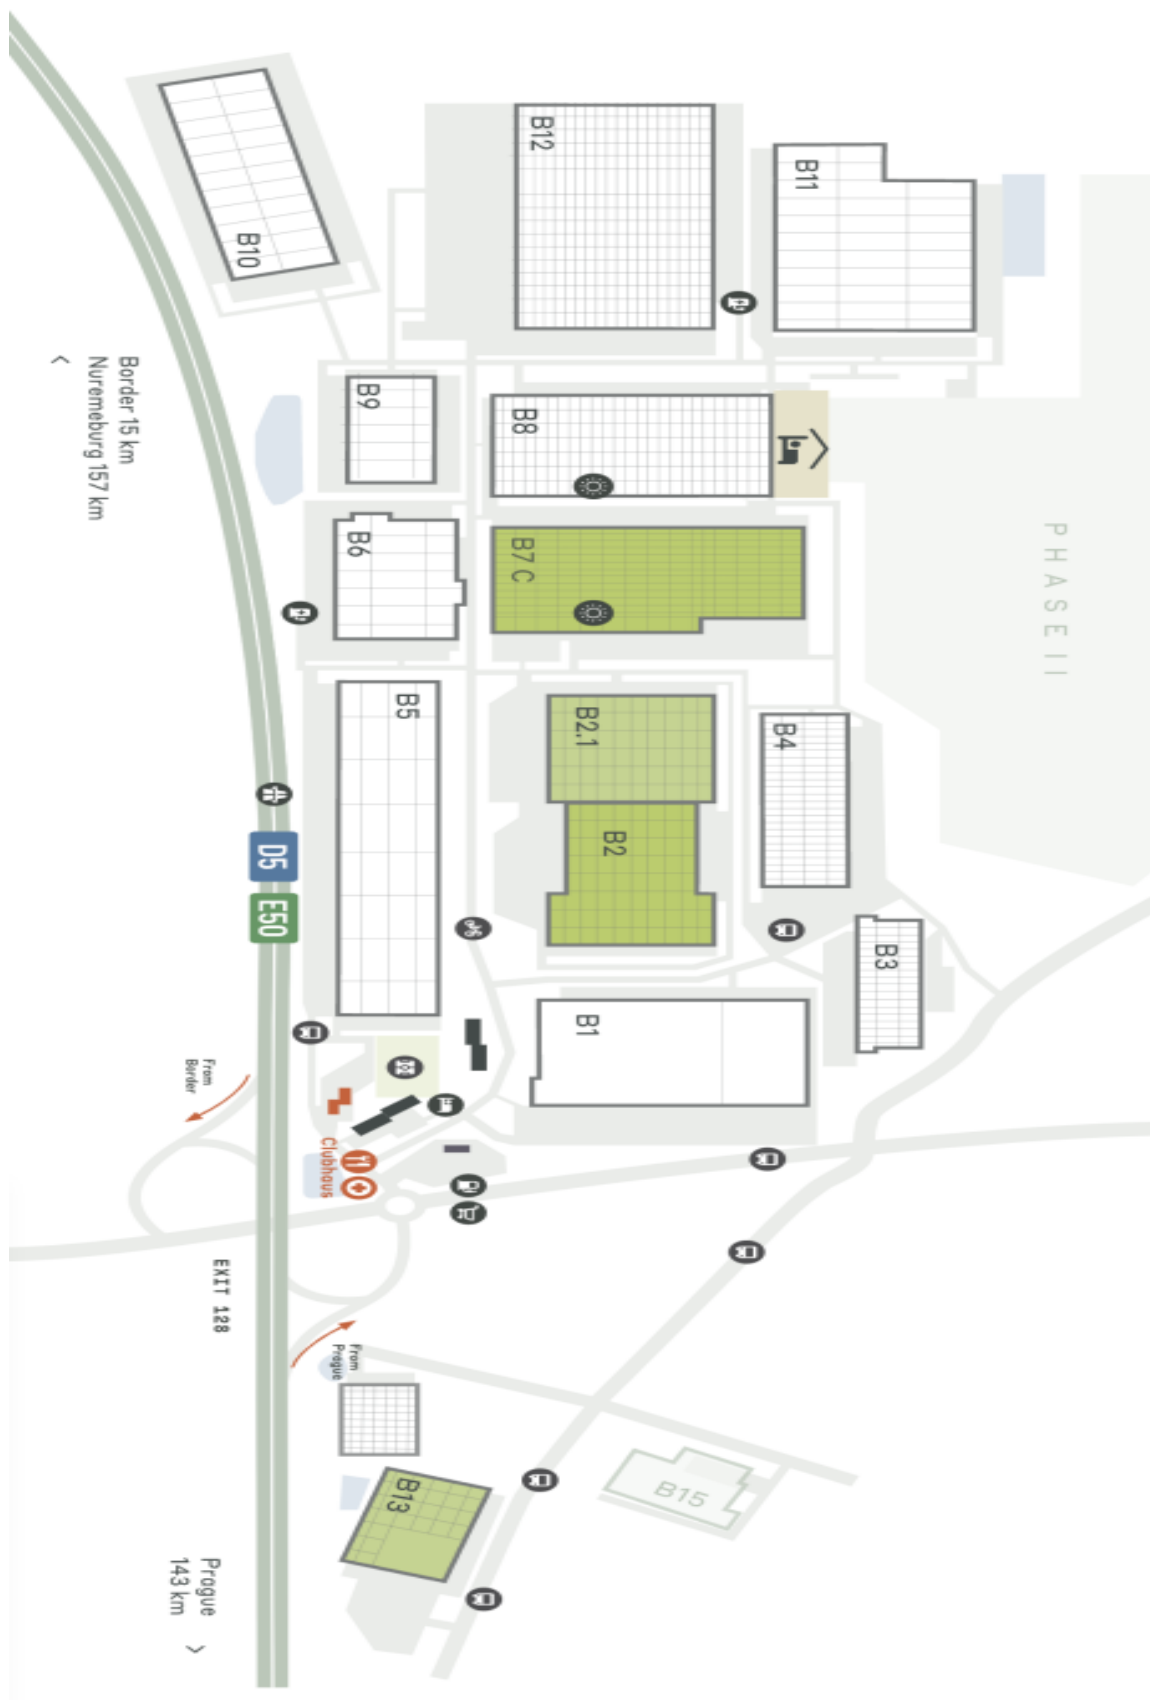 B10
B12
B11
B9
B8
B6
B7 C
PHASE II
Border 15 km
Nuremeburg 157 km
B5
B2.1
B2
B4
D5
E50
B3
B1
From
Border
Clubhaus
EXIT 128
From
Prague
B13
B15
Prague
143 km